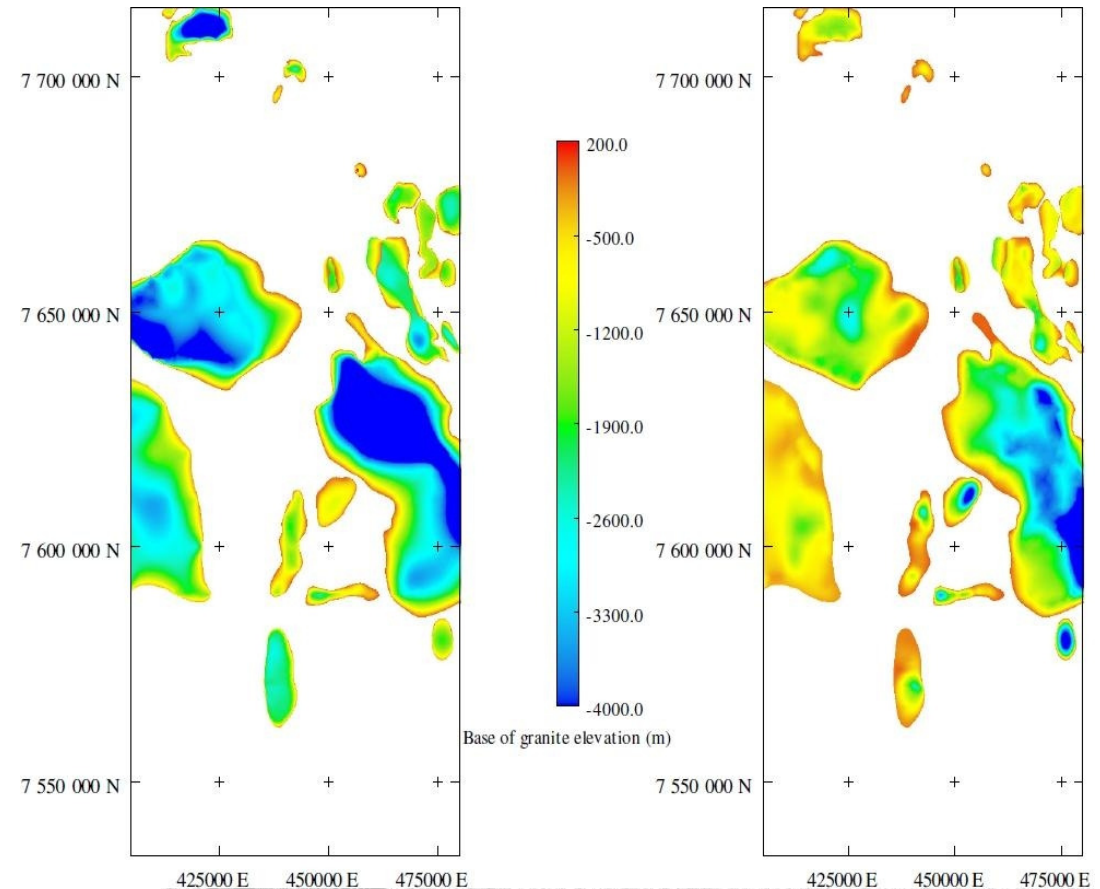 7 700 000 N
7 650 000 N
7 600 000 N
7 550 000 N
425000 E
450000 E
475000 E
200.0
-500.0
-1200.0
-1900.0
-2600.0
-3300.0
-4000.0
Base of granite elevation (m)
7 700 000 N
7 650 000 N
7 600 000 N
7 550 000 N
425000 E
450000 E
475000 E